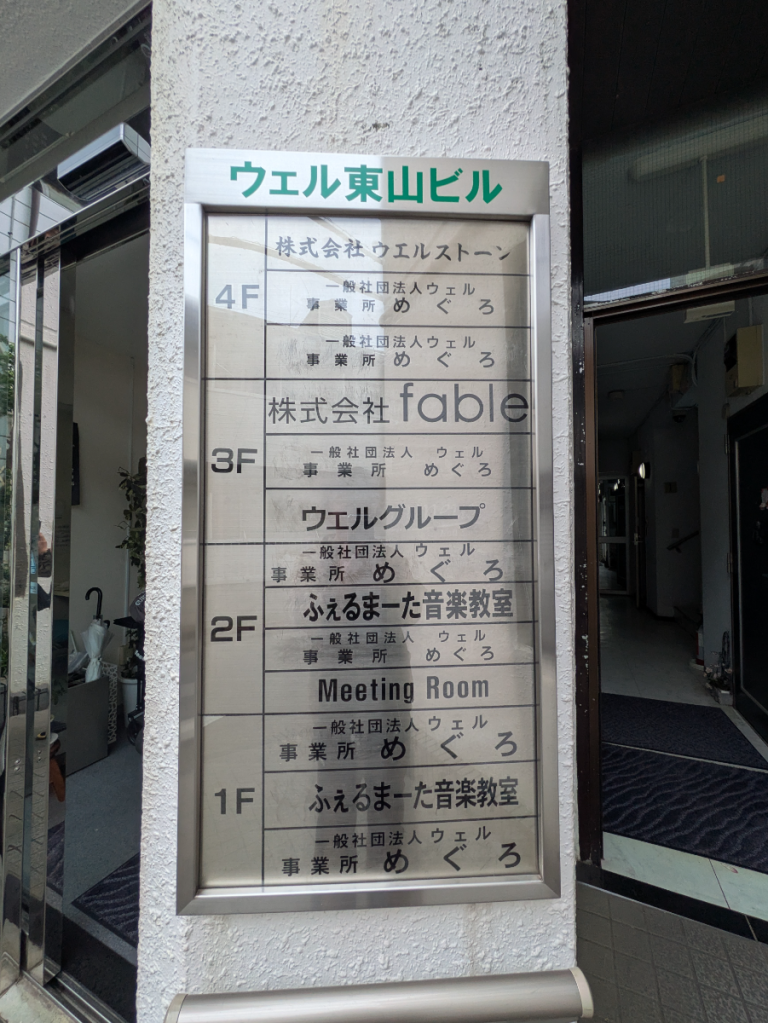 ウェル東山ビル
4F
株式会社 ウエルストーン
一般社団法人ウェル
事業所 めぐろ
一般社団法人ウェル
事業所 めぐろ
3F
株式会社 fable
一般社団法人 ウェル
事業所 めぐろ
ウェルグループ
2F
一般社団法人 ウェル
事業所 めぐろ
ふぇるまーた音楽教室
一般社団法人 ウェル
事業所 めぐろ
Meeting Room
1F
一般社団法人 ウェル
事業所 めぐろ
ふぇるまーた音楽教室
一般社団法人 ウェル
事業所 めぐろ